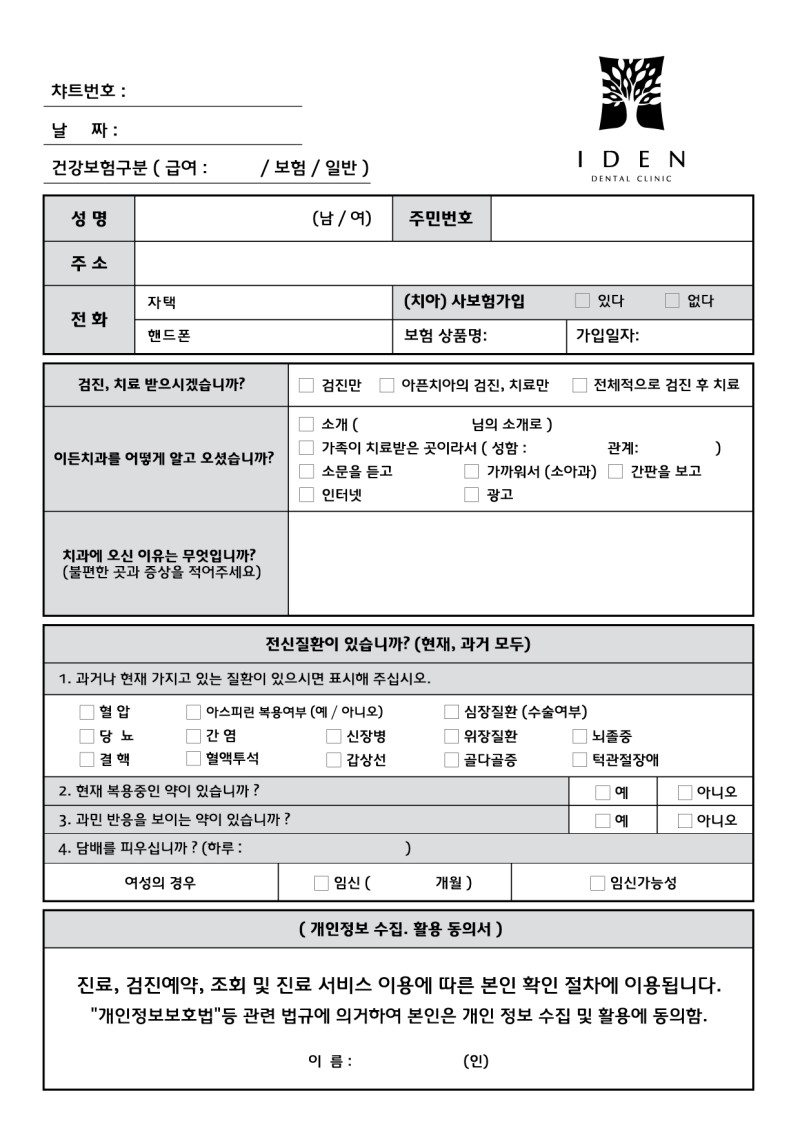 챠트번호 :
날 짜 :
건강보험구분 ( 급여 : / 보험 / 일반 )
I D E N
DENTAL CLINIC
성 명 (남 / 여) 주민번호
주 소
전 화 자택 (치아) 사보험가입 있다 없다
핸드폰 보험 상품명: 가입일자:
검진, 치료 받으시겠습니까? 검진만 아픈치아의 검진, 치료만 전체적으로 검진 후 치료
이든치과를 어떻게 알고 오셨습니까?
소개 ( 님의 소개로 )
가족이 치료받은 곳이라서 ( 성함 : 관계: )
소문을 듣고 가까워서 (소아과) 간판을 보고
인터넷 광고
치과에 오신 이유는 무엇입니까?
(불편한 곳과 증상을 적어주세요)
전신질환이 있습니까? (현재, 과거 모두)
1. 과거나 현재 가지고 있는 질환이 있으시면 표시해 주십시오.
혈 압 아스피린 복용여부 (예 / 아니오) 심장질환 (수술여부)
당 뇨 간 염 신장병 위장질환 뇌졸중
결 핵 혈액투석 갑상선 골다골증 턱관절장애
2. 현재 복용중인 약이 있습니까 ? 예 아니오
3. 과민 반응을 보이는 약이 있습니까 ? 예 아니오
4. 담배를 피우십니까 ? (하루 : )
여성의 경우 임신 ( 개월 ) 임신가능성
( 개인정보 수집. 활용 동의서 )
진료, 검진예약, 조회 및 진료 서비스 이용에 따른 본인 확인 절차에 이용됩니다.
"개인정보보호법"등 관련 법규에 의거하여 본인은 개인 정보 수집 및 활용에 동의함.
이 름 : (인)